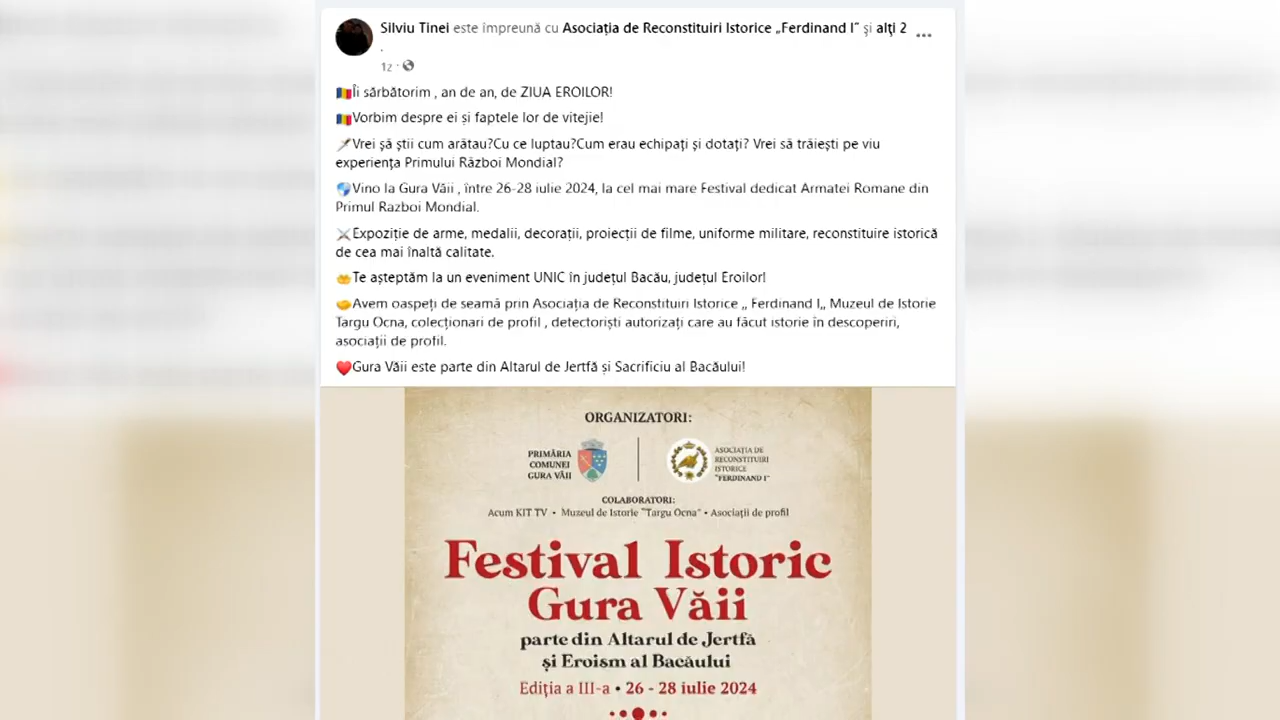 Silviu Tinei este împreună cu Asociația de Reconstituiri Istorice „Ferdinand I” și alţi 2
.
1z ·
Îi sărbătorim , an de an, de ZIUA EROILOR!
Vorbim despre ei și faptele lor de vitejie!
Vrei șă știi cum arătau?Cu ce luptau?Cum erau echipați și dotați? Vrei să trăiești pe viu
experiența Primului Război Mondial?
Vino la Gura Văii , între 26-28 iulie 2024, la cel mai mare Festival dedicat Armatei Romane din
Primul Razboi Mondial.
Expoziție de arme, medalii, decorații, proiecții de filme, uniforme militare, reconstituire istorică
de cea mai înaltă calitate.
Te așteptăm la un eveniment UNIC în județul Bacău, județul Eroilor!
Avem oaspeți de seamă prin Asociația de Reconstituiri Istorice „ Ferdinand I„ Muzeul de Istorie
Targu Ocna, colecționari de profil , detectoriști autorizați care au făcut istorie în descoperiri,
asociații de profil.
Gura Văii este parte din Altarul de Jertfă și Sacrificiu al Bacăului!
ORGANIZATORI:
PRIMĂRIA
COMUNEI
GURA VĂII
ASOCIAȚIA DE
RECONSTITUIRI
ISTORICE
"FERDINAND I"
COLABORATORI:
Acum KIT TV • Muzeul de Istorie "Targu Ocna" • Asociații de profil
Festival Istoric
Gura Văii
parte din Altarul de Jertfă
și Eroism al Bacăului
Ediția a III-a • 26 - 28 iulie 2024